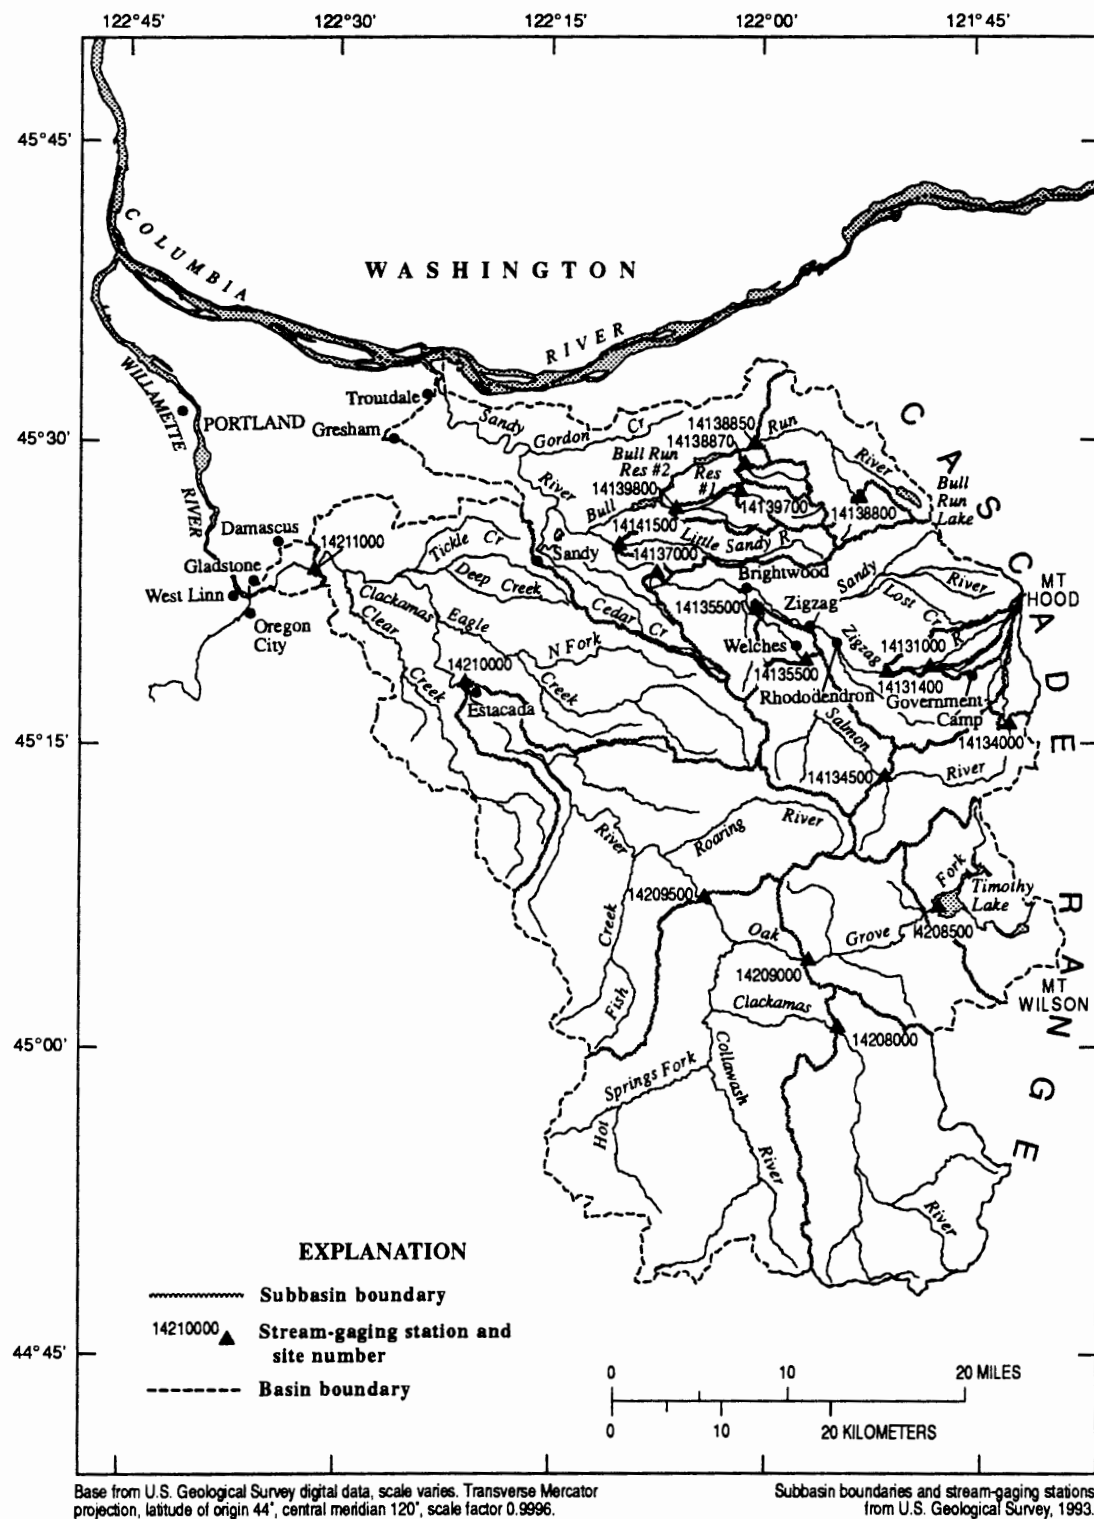 122°45' 122°30' 122°15' 122°00' 121°45'
45°45'
COLUMBIA
WASHINGTON
RIVER
WILLAMETTE
RIVER
PORTLAND
Troutdale
Gresham
45°30'
Sandy
Gordon Cr
14138850
14138870
Run
River
CASCADE RANGE
Bull Run
Res #2
Res
#1
14139800
River
Bull
14139700
14138800
Bull
Run
Lake
14141500
Little Sandy R
Damascus
14211000
Tickle Cr
Sandy
14137000
Gladstone
West Linn
Oregon
City
Deep Creek
Clackamas
Clear
Creek
Eagle
Creek
N Fork
Cedar
Cr
Brightwood
Sandy
River
Lost
Cr
MT
HOOD
14135500
Zigzag
Zigzag
R
14131000
Welches
14135500
14131400
Rhododendron
Government
Camp
14210000
Estacada
Salmon
River
14134000
45°15'
14134500
River
Roaring
River
Fork
Timothy
Lake
14209500
14208500
Creek
Fish
Oak
Grove
14209000
Clackamas
MT
WILSON
45°00'
14208000
Springs Fork
Hot
Collawash
River
River
EXPLANATION
Subbasin boundary
14210000 Stream-gaging station and
site number
Basin boundary
44°45'
0 10 20 MILES
0 10 20 KILOMETERS
Base from U.S. Geological Survey digital data, scale varies. Transverse Mercator
projection, latitude of origin 44°, central meridian 120°, scale factor 0.9996.
Subbasin boundaries and stream-gaging stations
from U.S. Geological Survey, 1993.